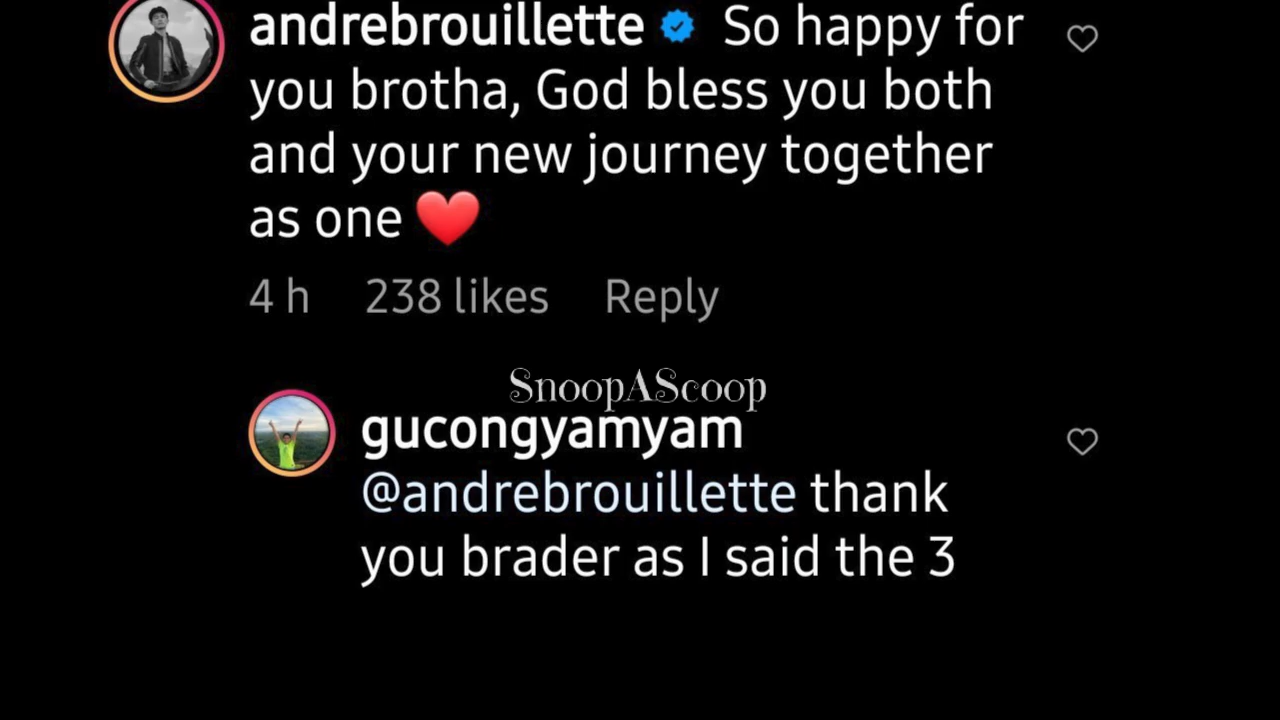 andrebrouillette So happy for
you brotha, God bless you both
and your new journey together
as one ❤️
4 h 238 likes Reply
SnoopAScoop
gucongyamyam
@andrebrouillette thank
you brader as I said the 3